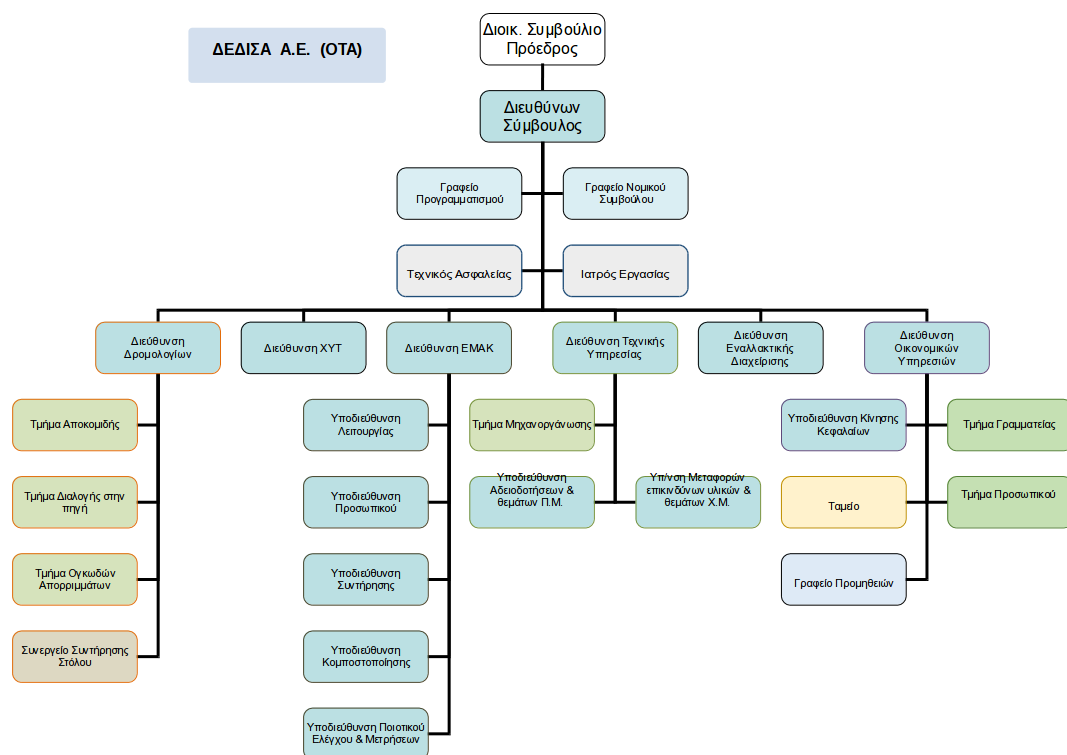 ΔΕΔΙΣΑ Α.Ε. (ΟΤΑ)
Διοικ. Συμβούλιο
Πρόεδρος
Διευθύνων
Σύμβουλος
Γραφείο
Προγραμματισμού
Γραφείο Νομικού
Συμβούλου
Τεχνικός Ασφαλείας
Ιατρός Εργασίας
Διεύθυνση
Δρομολογίων
Διεύθυνση ΧΥΤ
Διεύθυνση ΕΜΑΚ
Διεύθυνση Τεχνικής
Υπηρεσίας
Διεύθυνση
Εναλλακτικής
Διαχείρισης
Διεύθυνση
Οικονομικών
Υπηρεσιών
Τμήμα Αποκομιδής
Υποδιεύθυνση
Λειτουργίας
Τμήμα Μηχανοργάνωσης
Υποδιεύθυνση Κίνησης
Κεφαλαίων
Τμήμα Γραμματείας
Τμήμα Διαλογής στην
πηγή
Υποδιεύθυνση
Προσωπικού
Υποδιεύθυνση
Αδειοδοτήσεων &
θεμάτων Π.Μ.
Υπ/νση Μεταφορών
επικινδύνων υλικών &
θεμάτων Χ.Μ.
Ταμείο
Τμήμα Προσωπικού
Τμήμα Ογκωδών
Απορριμμάτων
Υποδιεύθυνση
Συντήρησης
Γραφείο Προμηθειών
Συνεργείο Συντήρησης
Στόλου
Υποδιεύθυνση
Κομποστοποίησης
Υποδιεύθυνση Ποιοτικού
Ελέγχου & Μετρήσεων